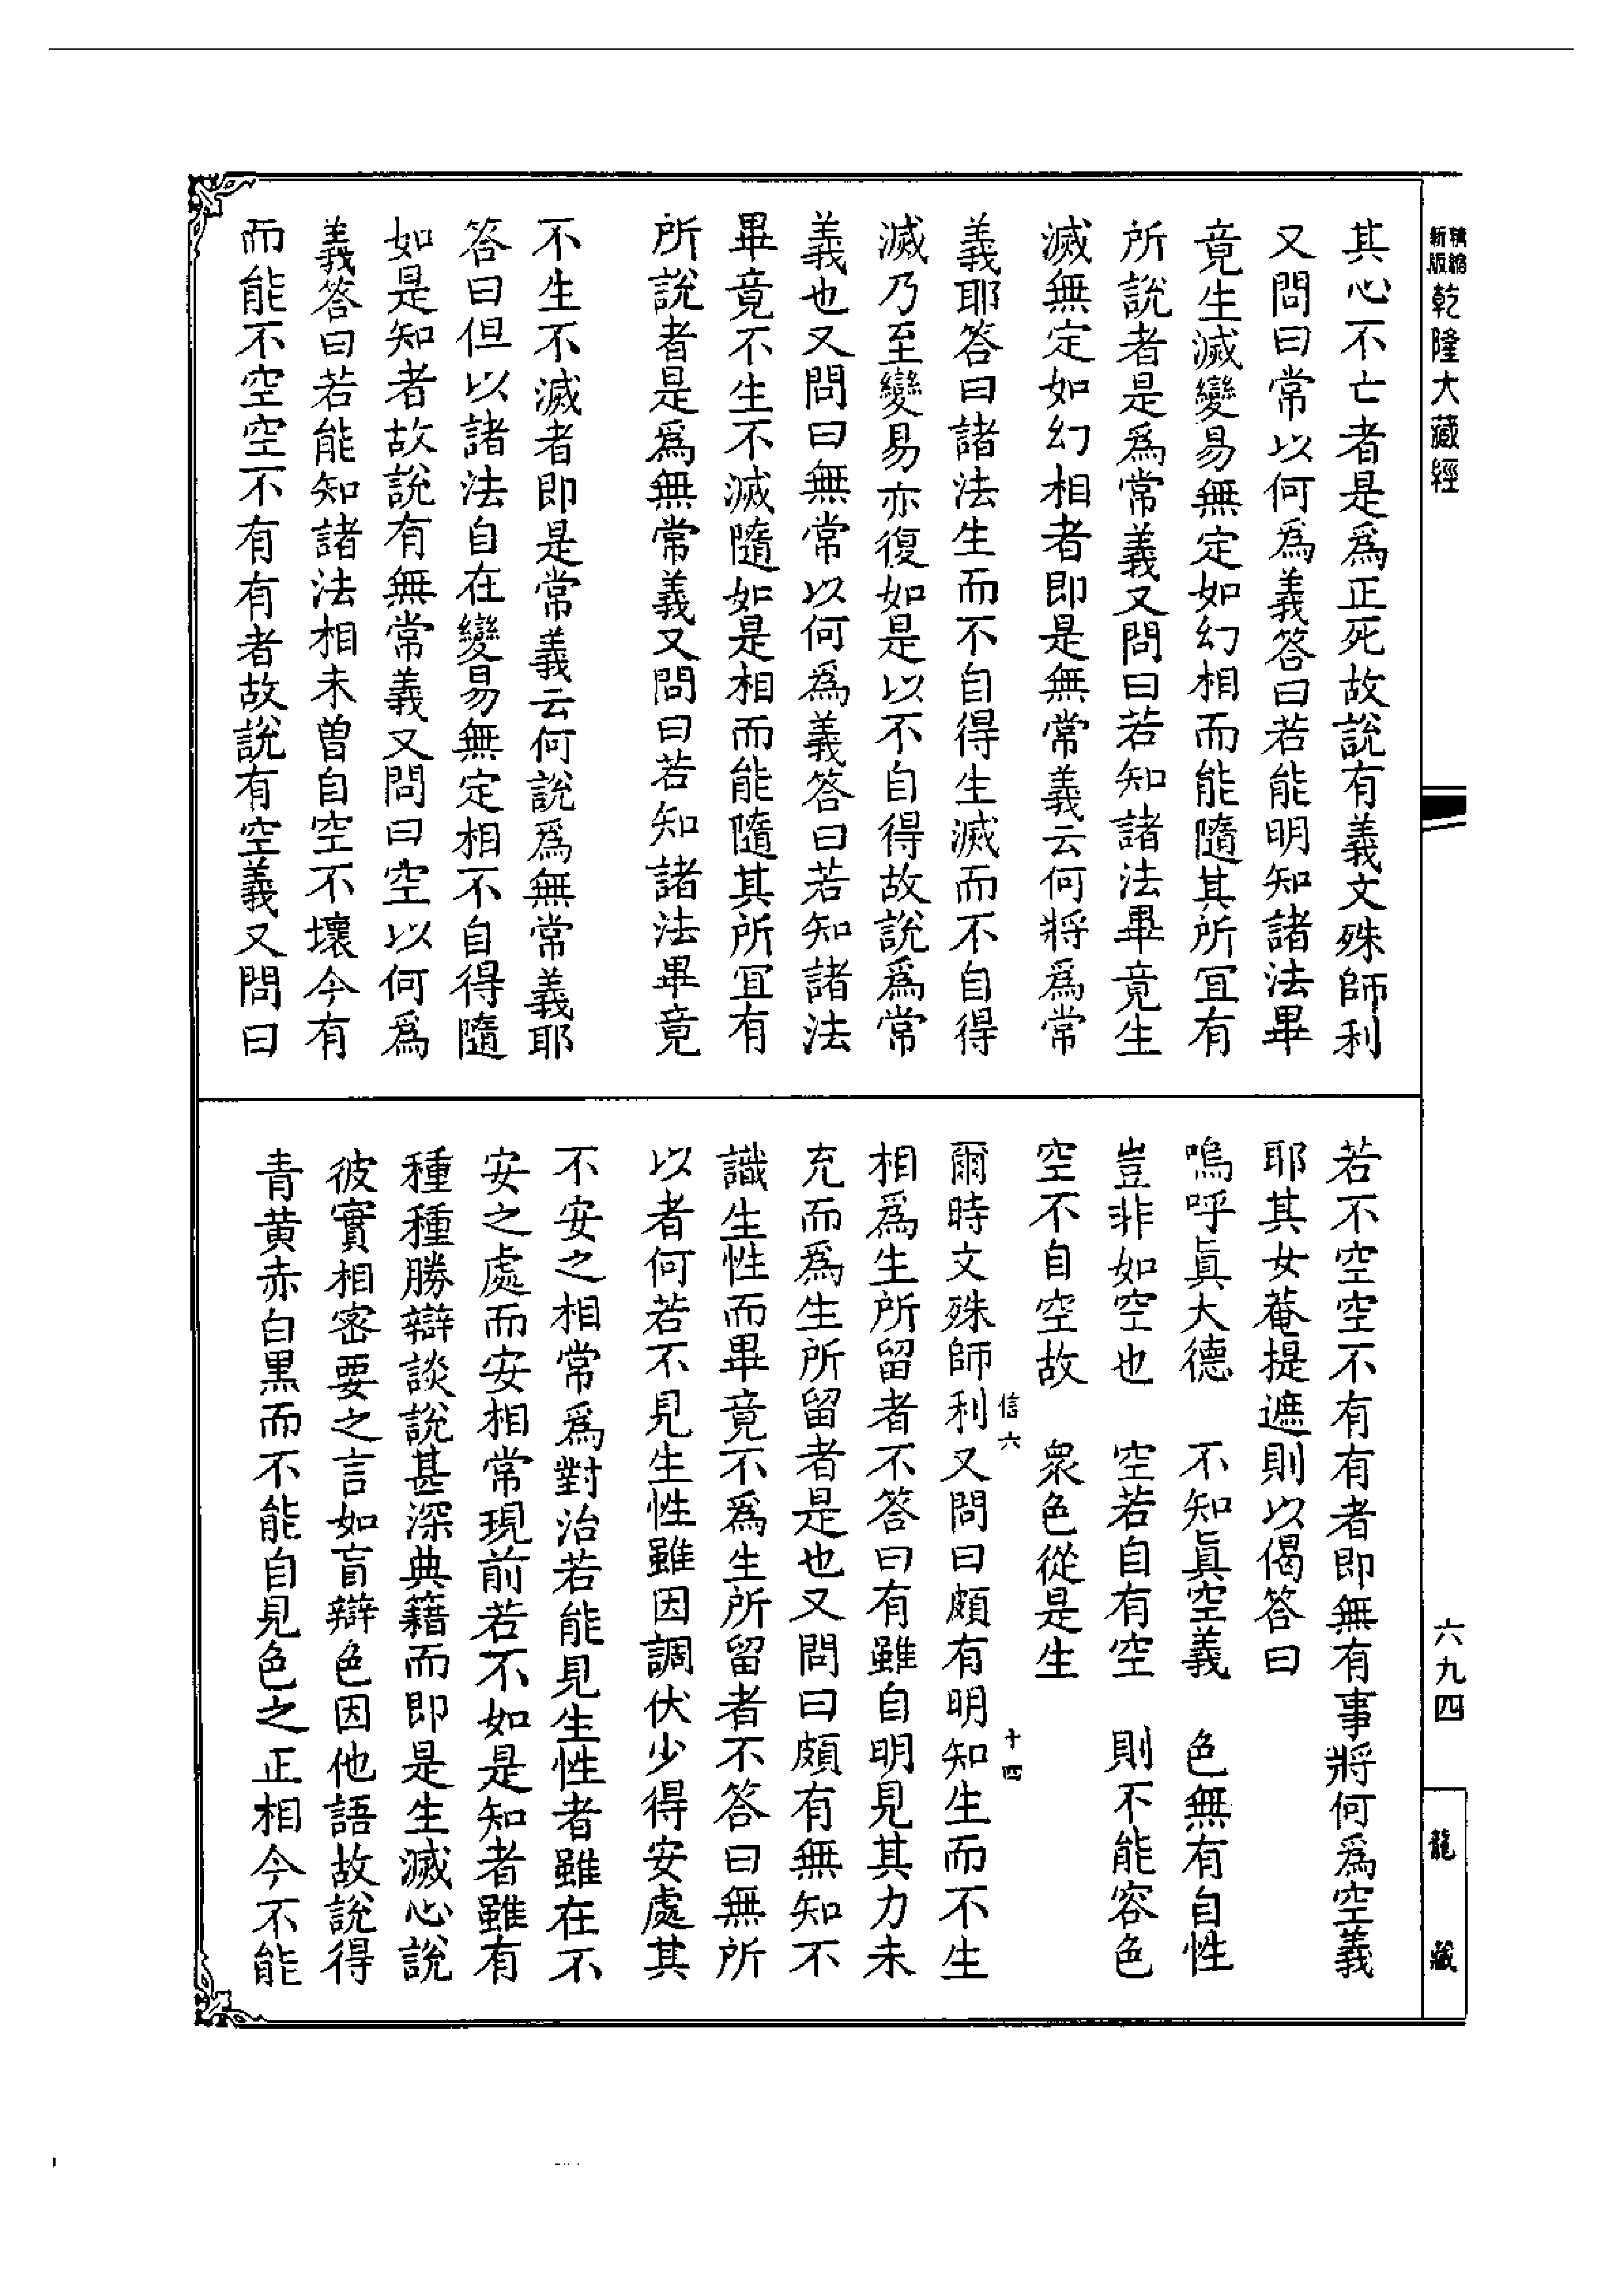 精縮新版乾隆大藏經
其心不亡者是為正死故說有義文殊師利
又問曰常以何為義答曰若能明知諸法畢
竟生滅變易無定如幻相而能隨其所宜有
所說者是為常義又問曰若知諸法畢竟生
滅無定如幻相者即是無常義云何將為常
義耶答曰諸法生而不自得生滅而不自得
滅乃至變易亦復如是以不自得故說為常
義也又問曰無常以何為義答曰若知諸法
畢竟不生不滅隨如是相而能隨其所宜有
所說者是為無常義又問曰若知諸法畢竟
不生不滅者即是常義云何說為無常義耶
答曰但以諸法自在變易無定相不自得隨
如是知者故說有無常義又問曰空以何為
義答曰若能知諸法相未曾自空不壞今有
而能不空空不有有者故說有空義又問曰
若不空空不有有者即無有事將何為空義
耶其女菴提遮則以偈答曰
嗚呼真大德　不知真空義　色無有自性
豈非如空也　空若自有空　則不能容色
空不自空故　眾色從是生
信六　十四
爾時文殊師利又問曰頗有明知生而不生
相為生所留者不答曰有雖自明見其力未
充而為生所留者是也又問曰頗有無知不
識生性而畢竟不為生所留者不答曰無所
以者何若不見生性雖因調伏少得安處其
不安之相常為對治若能見生性者雖在不
安之處而安相常現前若不如是知者雖有
種種勝辯談說甚深典籍而即是生滅心說
彼實相密要之言如盲辯色因他語故說得
青黃赤白黑而不能自見色之正相今不能
六九四
龍藏